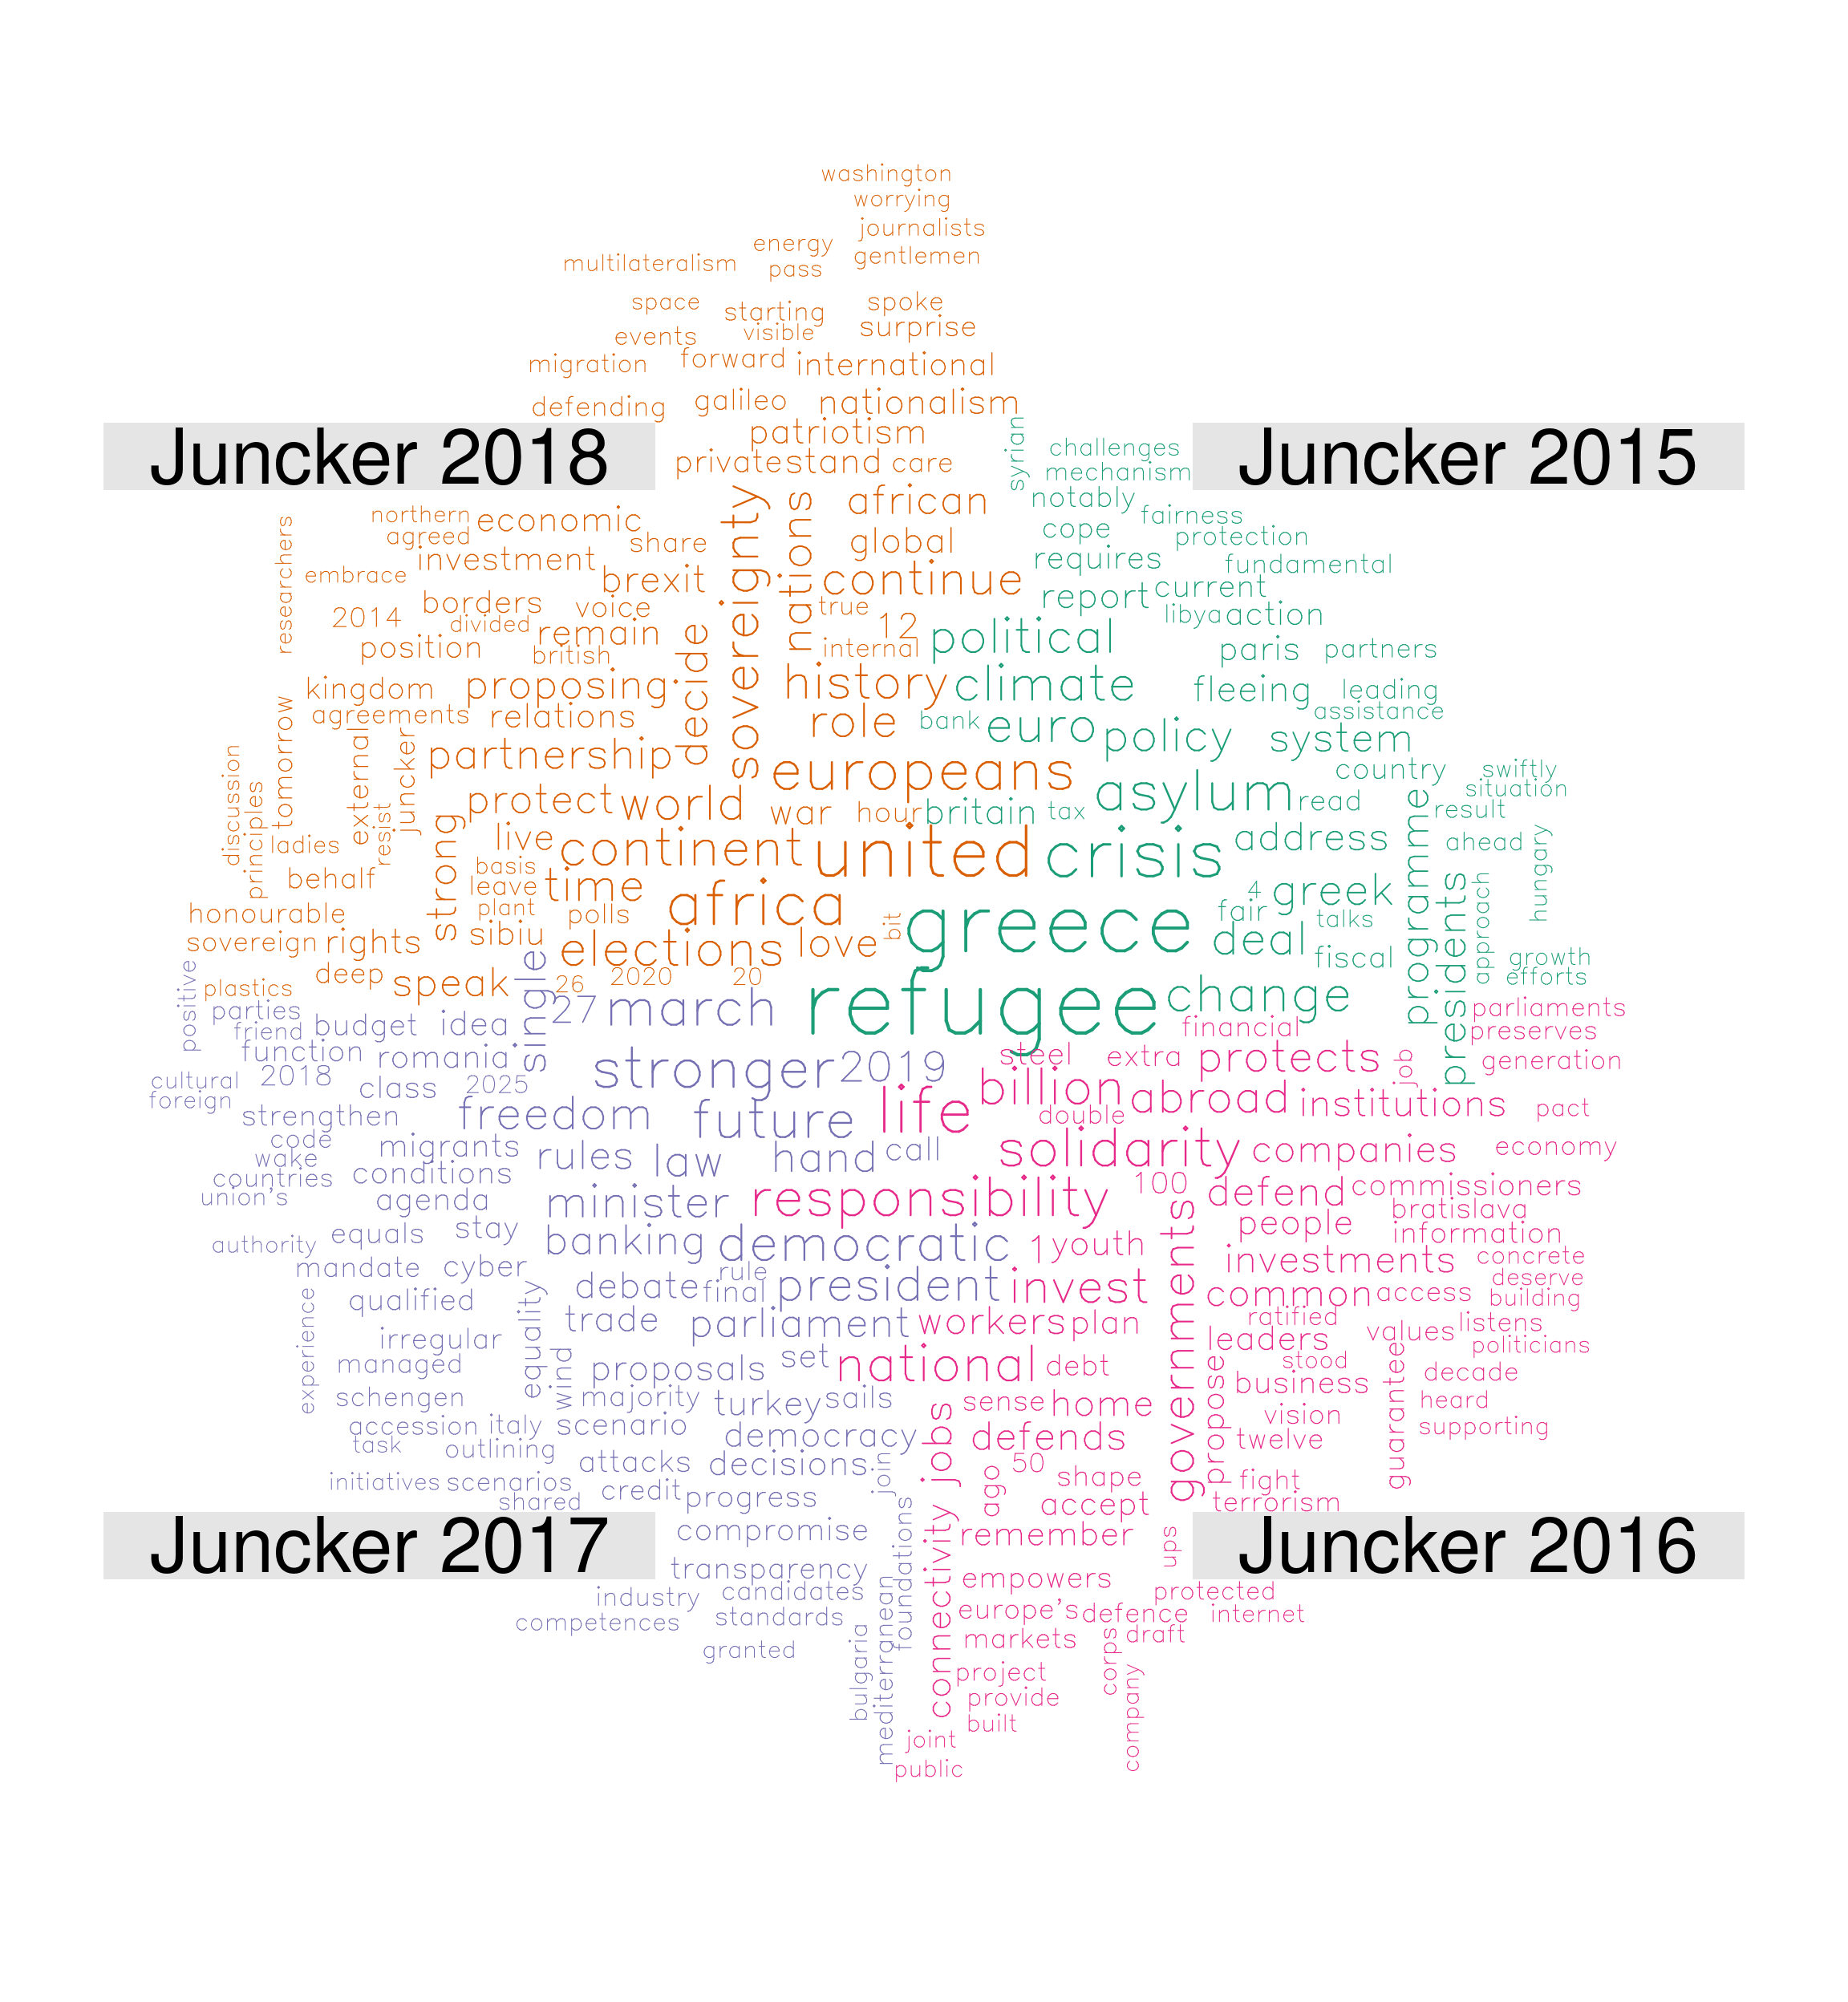 washington
worrying
journalists
energy
gentlemen
multilateralism
pass
space
starting
spoke
events
visible
surprise
migration
forward
international
defending
galileo
nationalism
patriotism
private
stand
care
Juncker 2018
northern
economic
agreed
share
investment
researchers
embrace
brexit
sovereignty
nations
african
global
continue
2014
borders
voice
true
divided
remain
12
position
british
decide
internal
kingdom
proposing
history
agreements
relations
role
tomorrow
external
juncker
partnership
europeans
discussion
principles
protect
world
war
hour
resist
ladies
strong
live
continent
united
basis
behalf
leave
time
africa
honourable
plant
polls
bit
sovereign
rights
sibiu
elections
love
deep
speak
26
2020
20
plastics
Juncker 2015
syrian
challenges
mechanism
notably
fairness
cope
protection
requires
fundamental
report
current
libya
action
political
paris
partners
climate
fleeing
leading
assistance
bank
euro
policy
system
country
swiftly
situation
asylum
read
programme
result
britain
tax
crisis
address
ahead
hungary
greece
4
greek
fair
talks
presidents
approach
deal
fiscal
growth
efforts
refugee
change
positive
single
parties
27
march
friend
budget
idea
function
romania
stronger
2019
cultural
2018
class
2025
foreign
strengthen
freedom
future
code
migrants
rules
law
hand
call
wake
countries
conditions
union's
agenda
minister
equals
stay
banking
democratic
authority
mandate
cyber
debate
rule
final
president
experience
qualified
equality
trade
parliament
irregular
managed
wind
proposals
set
schengen
majority
turkey
sails
accession
italy
scenario
democracy
task
outlining
attacks
decisions
join
initiatives
scenarios
credit
progress
shared
Juncker 2017
compromise
foundations
transparency
industry
candidates
competences
standards
granted
bulgaria
mediterranean
parliaments
financial
preserves
steel
extra
protects
job
generation
billion
abroad
institutions
pact
life
double
solidarity
companies
economy
responsibility
100
defend
commissioners
bratislava
governments
people
information
1
youth
investments
concrete
deserve
invest
common
access
building
workers
plan
ratified
listens
leaders
values
politicians
national
debt
propose
stood
guarantee
business
decade
sense
home
heard
vision
supporting
connectivity
jobs
defends
twelve
ago
50
shape
fight
accept
terrorism
Juncker 2016
remember
ups
empowers
protected
europe's
defence
internet
markets
corps
draft
project
company
provide
built
joint
public